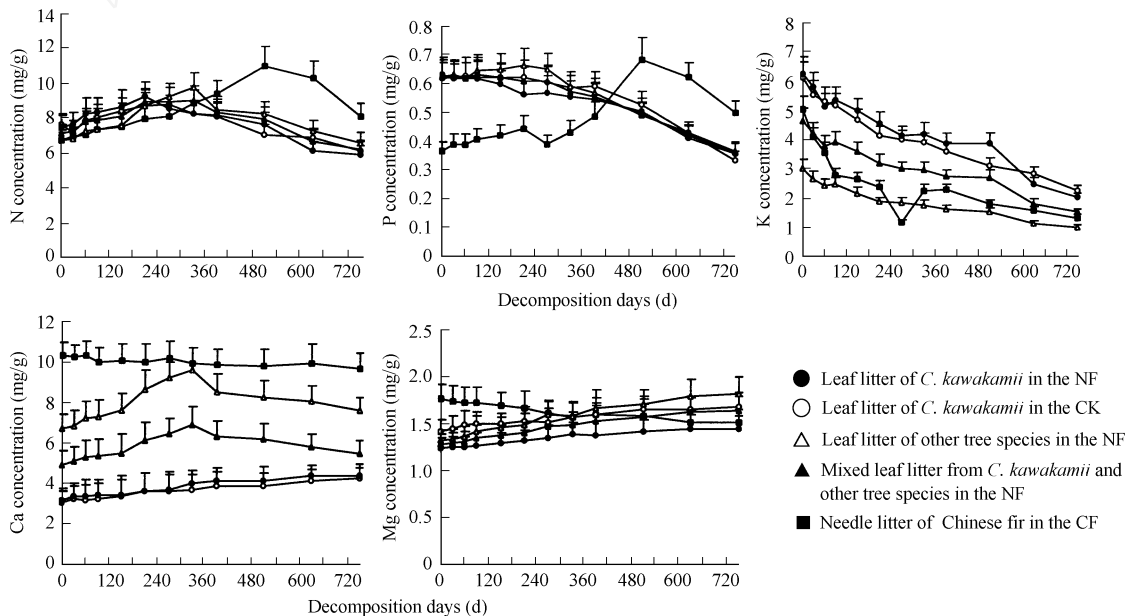 14
12
10
8
6
4
2
0
N concentration (mg/g)
0 120 240 360 480 600 720
0.8
0.7
0.6
0.5
0.4
0.3
0.2
0.1
0
P concentration (mg/g)
0 120 240 360 480 600 720
Decomposition days (d)
8
7
6
5
4
3
2
1
0
K concentration (mg/g)
0 120 240 360 480 600 720
12
10
8
6
4
2
0
Ca concentration (mg/g)
0 120 240 360 480 600 720
Decomposition days (d)
2.5
2.0
1.5
1.0
0.5
0
Mg concentration (mg/g)
0 120 240 360 480 600 720
Leaf litter of C. kawakamii in the NF
Leaf litter of C. kawakamii in the CK
Leaf litter of other tree species in the NF
Mixed leaf litter from C. kawakamii and
other tree species in the NF
Needle litter of Chinese fir in the CF